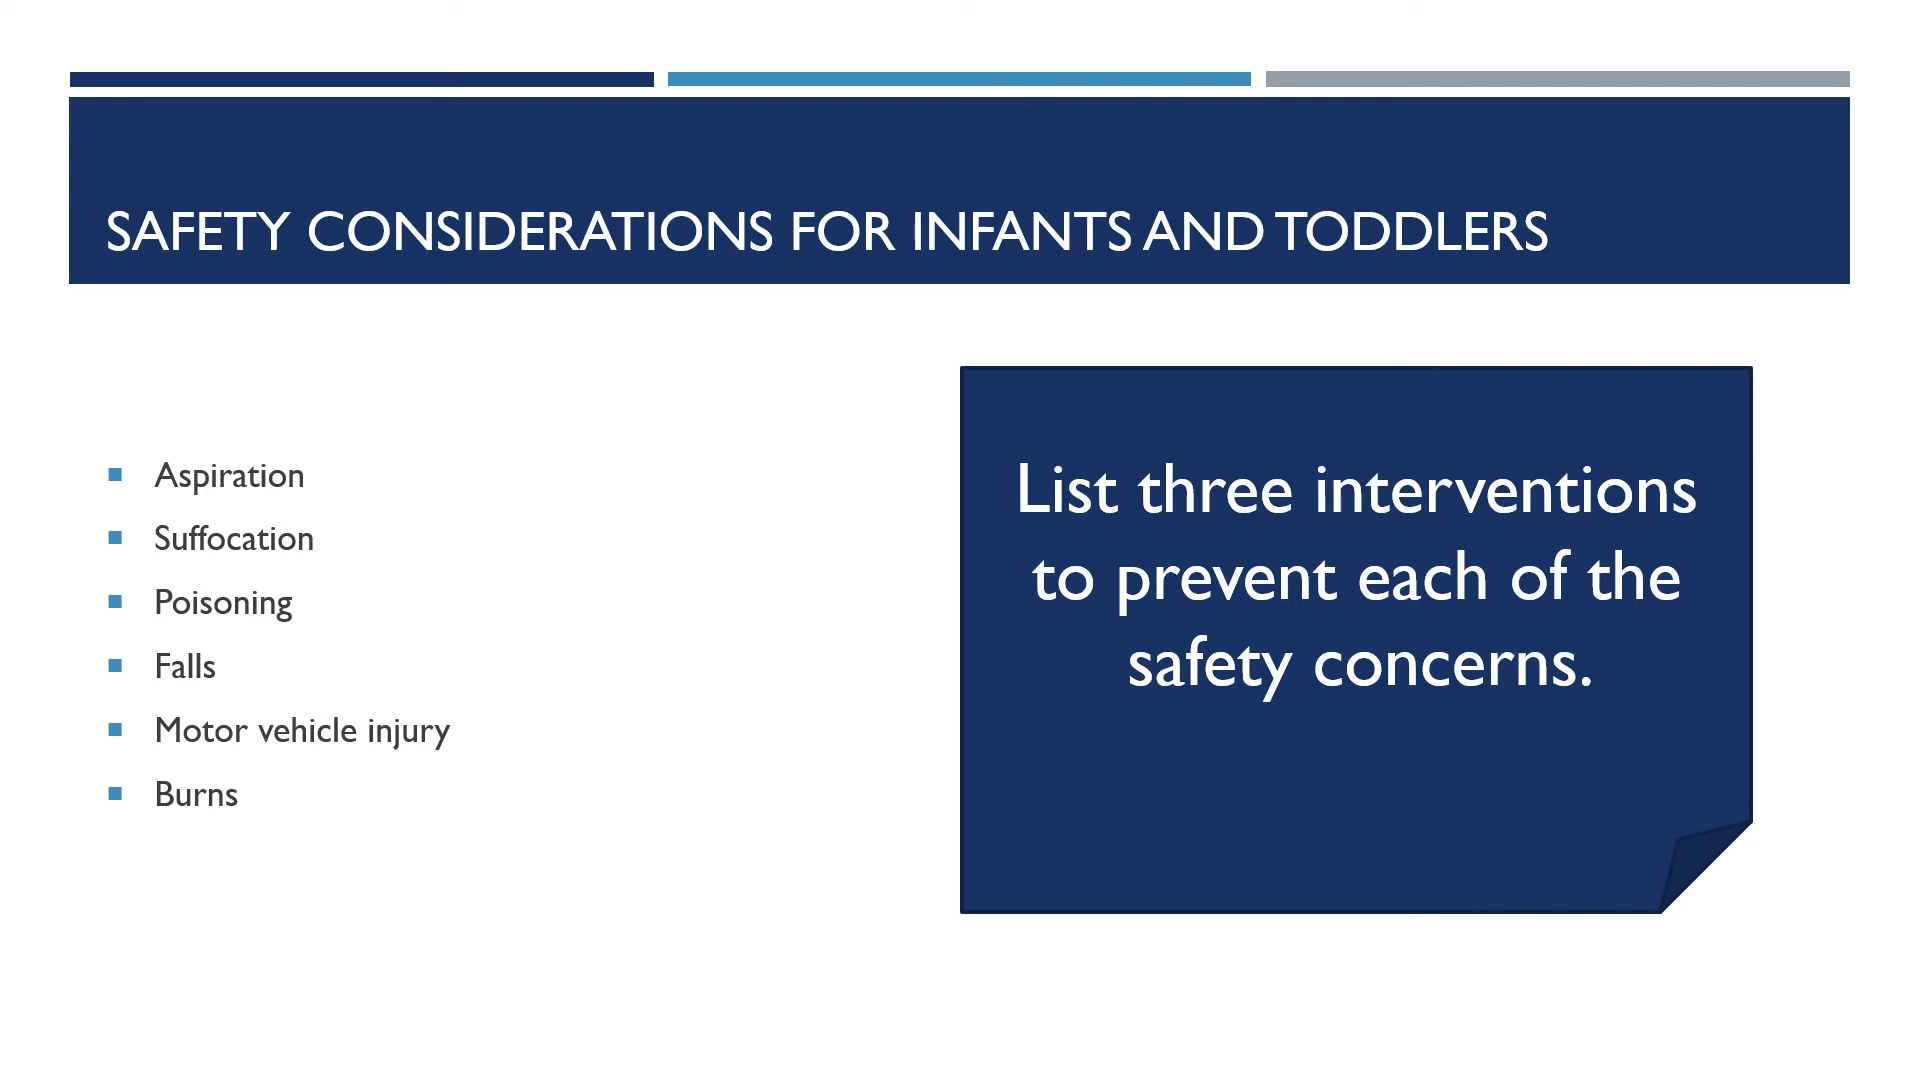 SAFETY CONSIDERATIONS FOR INFANTS AND TODDLERS
Aspiration
Suffocation
Poisoning
Falls
Motor vehicle injury
Burns
List three interventions
to prevent each of the
safety concerns.